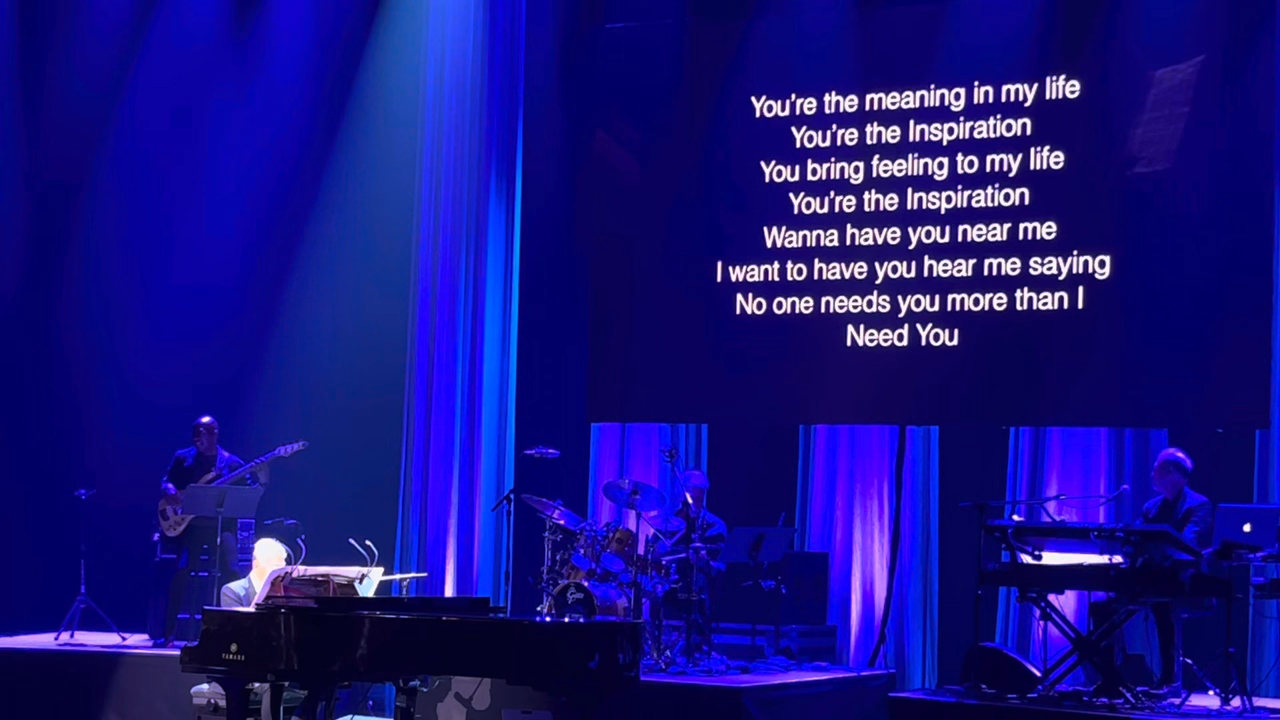 You're the meaning in my life
You're the Inspiration
You bring feeling to my life
You're the Inspiration
Wanna have you near me
I want to have you hear me saying
No one needs you more than I
Need You
YAMAHA